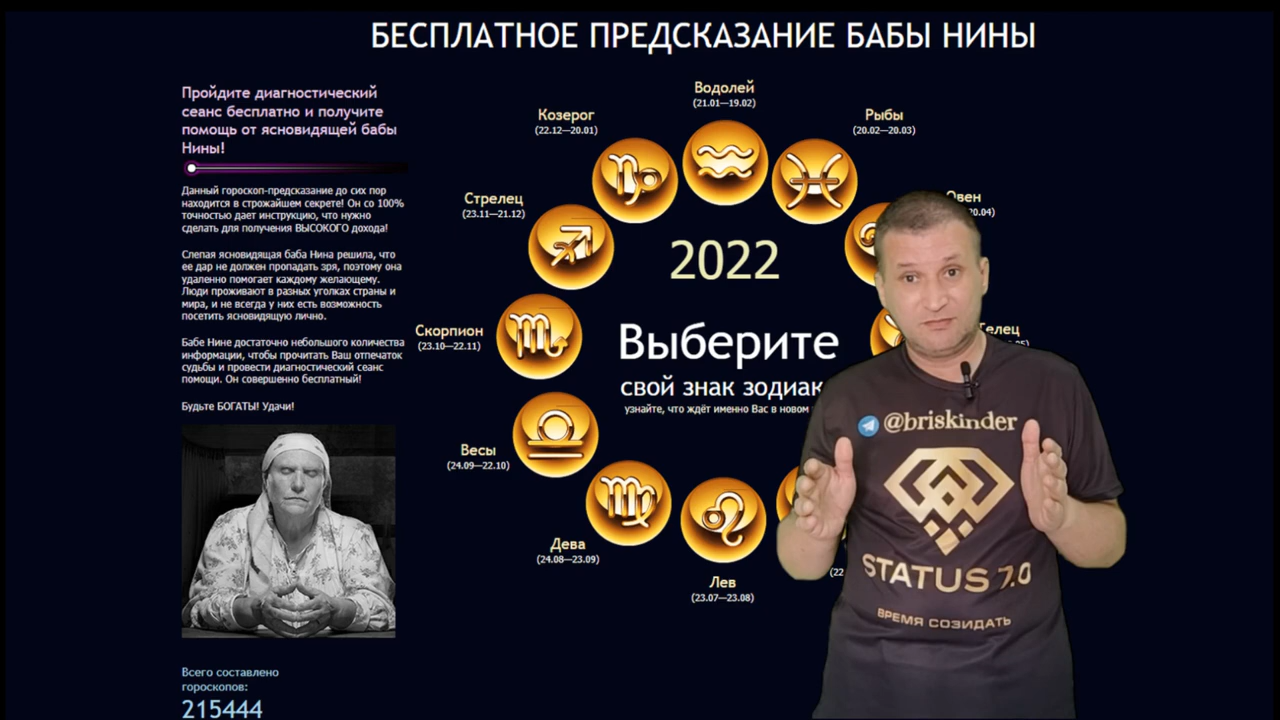 БЕСПЛАТНОЕ ПРЕДСКАЗАНИЕ БАБЫ НИНЫ
Пройдите диагностический
сеанс бесплатно и получите
помощь от ясновидящей бабы
Нины!
Данный гороскоп-предсказание до сих пор
находится в строжайшем секрете! Он со 100%
точностью дает инструкцию, что нужно
сделать для получения ВЫСОКОГО дохода!
Слепая ясновидящая баба Нина решила, что
ее дар не должен пропадать зря, поэтому она
удаленно помогает каждому желающему.
Люди проживают в разных уголках страны и
мира, и не всегда у них есть возможность
посетить ясновидящую лично.
Бабе Нине достаточно небольшого количества
информации, чтобы прочитать Ваш отпечаток
судьбы и провести диагностический сеанс
помощи. Он совершенно бесплатный!
Будьте БОГАТЫ! Удачи!
Всего составлено
гороскопов:
215444
Водолей
(21.01—19.02)
Козерог
(22.12—20.01)
Рыбы
(20.02—20.03)
Стрелец
(23.11—21.12)
Овен
20.04)
2022
Скорпион
(23.10—22.11)
Телец
Выберите
свой знак зодиак
узнайте, что ждёт именно Вас в новом
Весы
(24.09—22.10)
Дева
(24.08—23.09)
Лев
(23.07—23.08)
(22
@briskinder
STATUS 7.0
ВРЕМЯ СОЗИДАТЬ